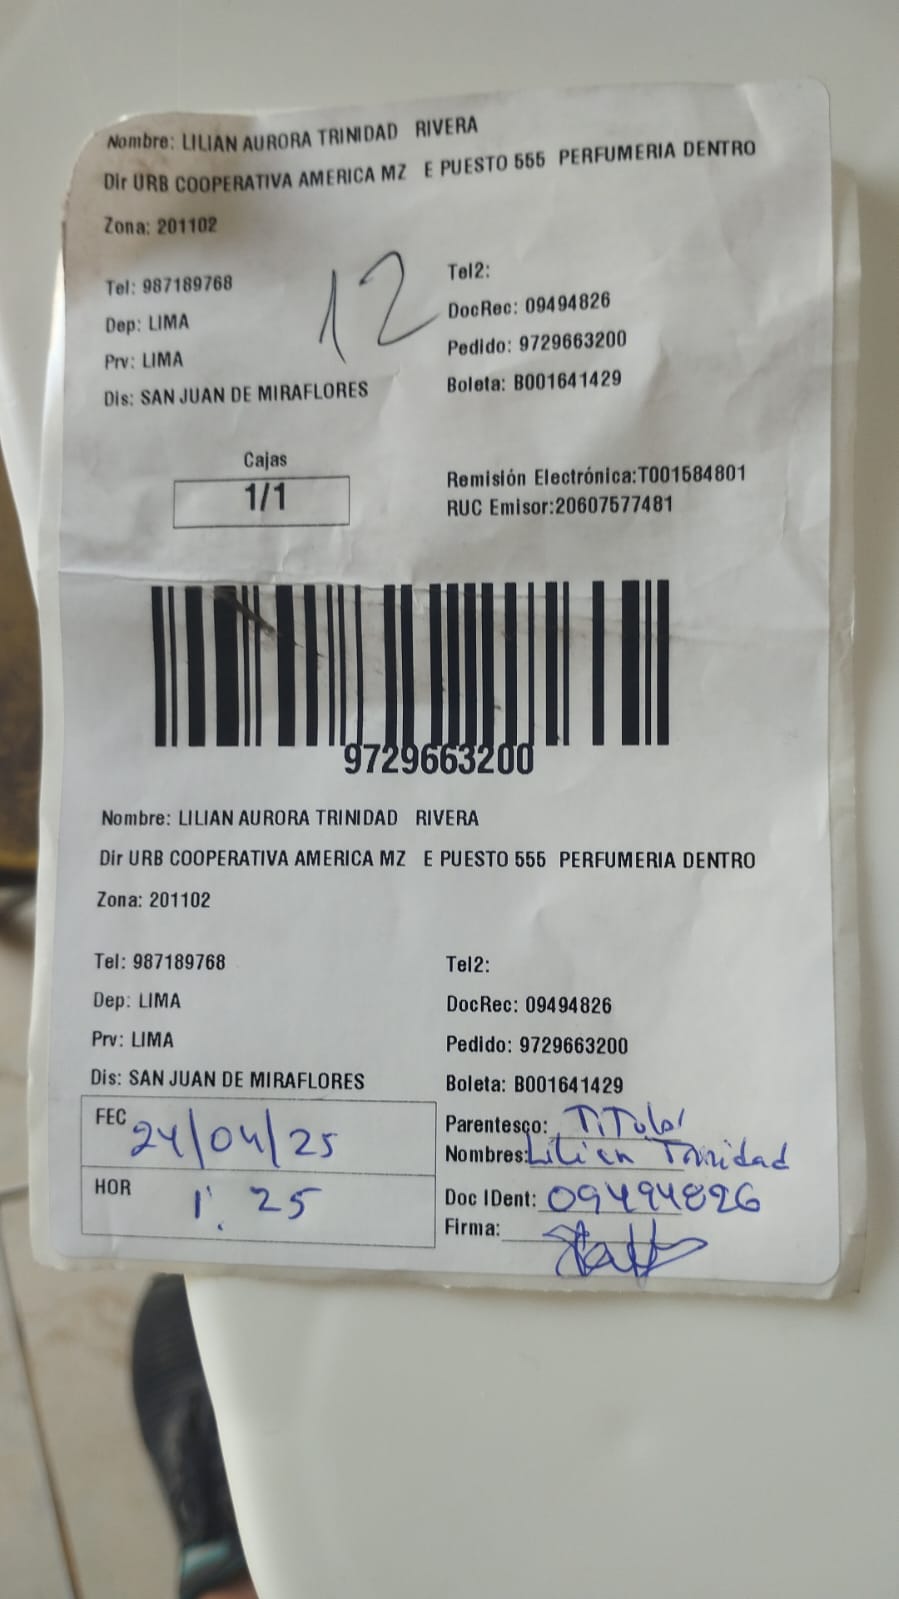 Nombre: LILIAN AURORA TRINIDAD RIVERA
Dir URB COOPERATIVA AMERICA MZ E PUESTO 555 PERFUMERIA DENTRO
Zona: 201102
12
Tel: 987189768
Tel2:
Dep: LIMA
DocRec: 09494826
Prv: LIMA
Pedido: 9729663200
Dis: SAN JUAN DE MIRAFLORES
Boleta: B001641429
Cajas
1/1
Remisión Electrónica:T001584801
RUC Emisor:20607577481
9729663200
Nombre: LILIAN AURORA TRINIDAD RIVERA
Dir URB COOPERATIVA AMERICA MZ E PUESTO 555 PERFUMERIA DENTRO
Zona: 201102
Tel: 987189768
Tel2:
Dep: LIMA
DocRec: 09494826
Prv: LIMA
Pedido: 9729663200
Dis: SAN JUAN DE MIRAFLORES
Boleta: B001641429
FEC 24/04/25
HOR 1:25
Parentesco: Titular
Nombres: Lilian Trinidad
Doc IDent: 09494826
Firma: